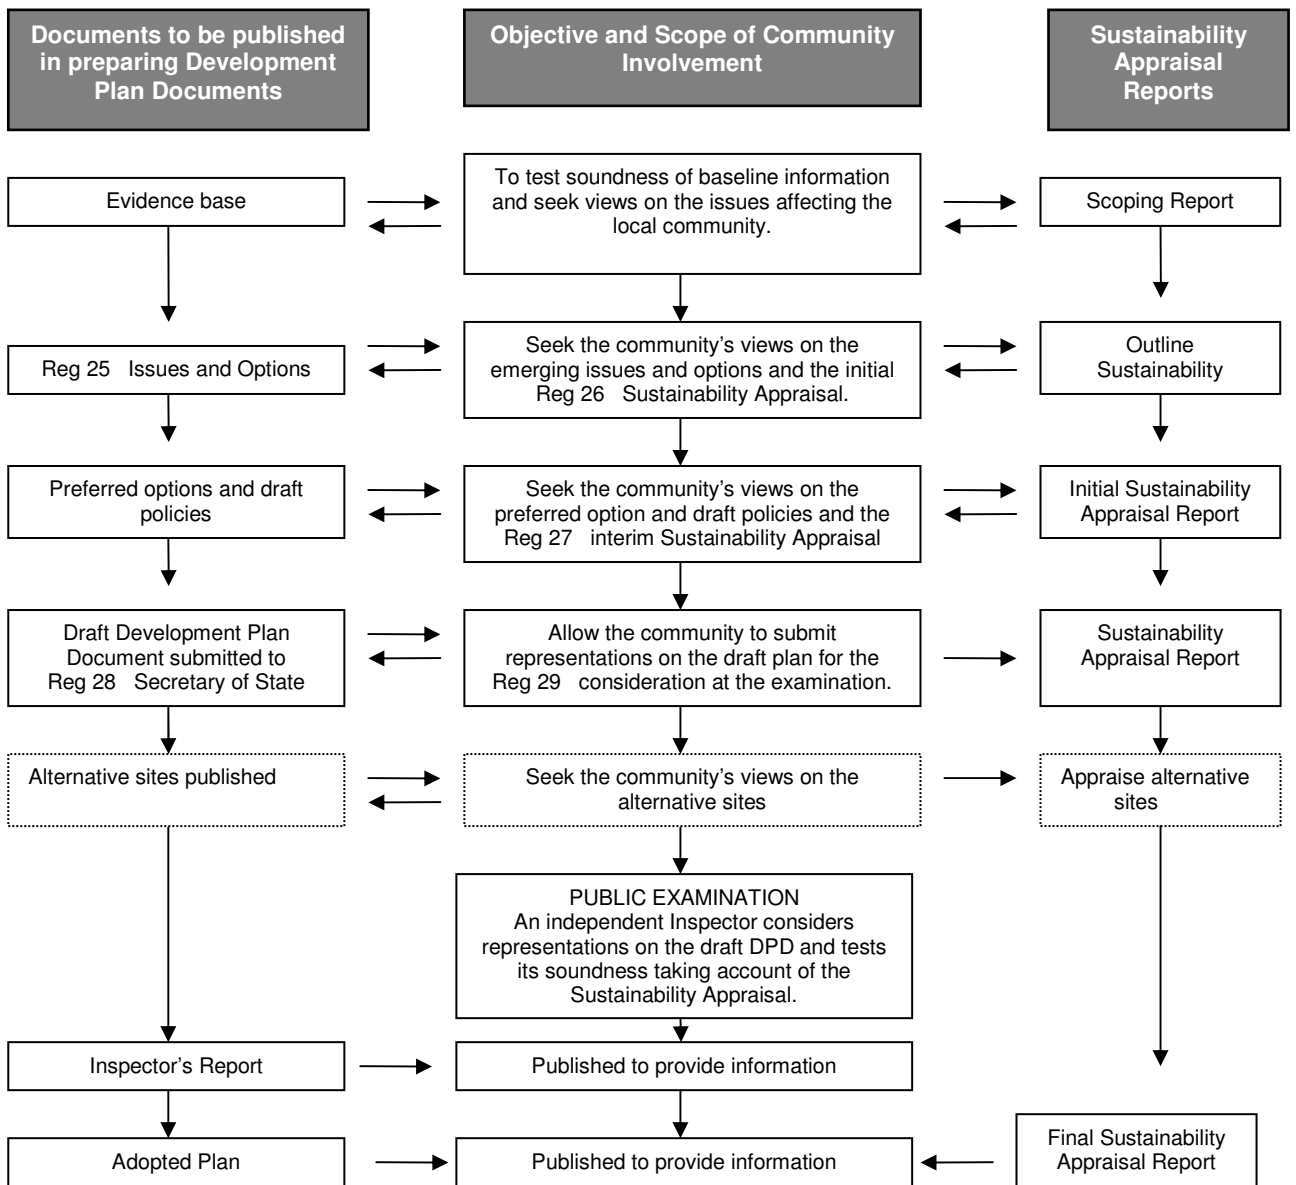 Documents to be published
in preparing Development
Plan Documents
Objective and Scope of Community
Involvement
Sustainability
Appraisal
Reports
Evidence base
To test soundness of baseline information
and seek views on the issues affecting the
local community.
Scoping Report
Reg 25 Issues and Options
Seek the community's views on the
emerging issues and options and the initial
Reg 26 Sustainability Appraisal.
Outline
Sustainability
Preferred options and draft
policies
Seek the community's views on the
preferred option and draft policies and the
Reg 27 interim Sustainability Appraisal
Initial Sustainability
Appraisal Report
Draft Development Plan
Document submitted to
Reg 28 Secretary of State
Allow the community to submit
representations on the draft plan for the
Reg 29 consideration at the examination.
Sustainability
Appraisal Report
Alternative sites published
Seek the community's views on the
alternative sites
Appraise alternative
sites
PUBLIC EXAMINATION
An independent Inspector considers
representations on the draft DPD and tests
its soundness taking account of the
Sustainability Appraisal.
Inspector's Report
Published to provide information
Adopted Plan
Published to provide information
Final Sustainability
Appraisal Report